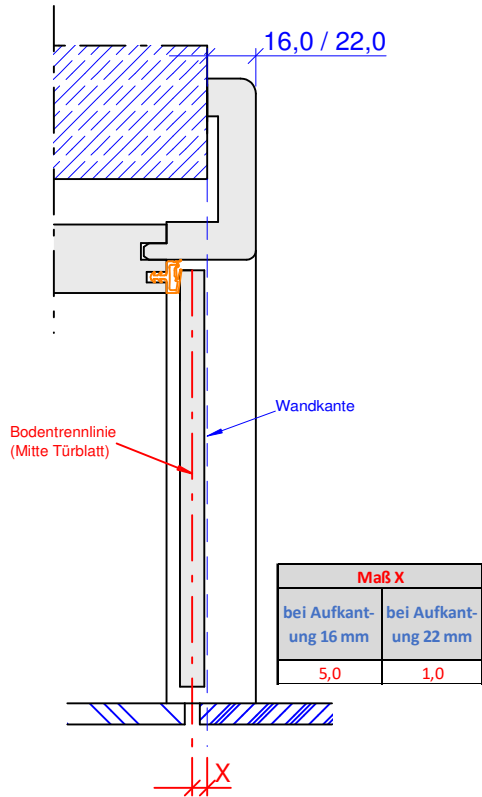 16,0 / 22,0
Wandkante
Bodentrennlinie
(Mitte Türblatt)
Maß X
bei Aufkant-
ung 16 mm
bei Aufkant-
ung 22 mm
5,0
1,0
X